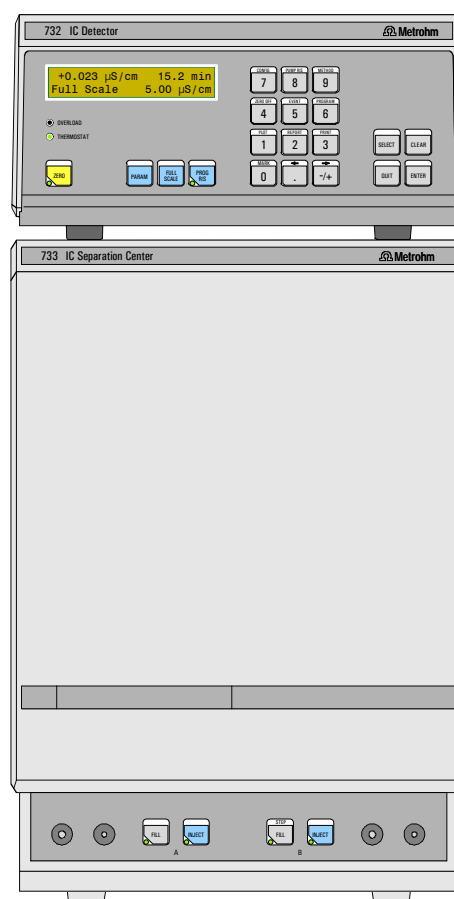 732 IC Detector
Metrohm
+0.023 µS/cm 15.2 min
Full Scale 5.00 µS/cm
OVERLOAD
THERMOSTAT
CONFIG PUMP R/S METHOD
7 8 9
ZERO OFF EVENT PROGRAM
4 5 6
PLOT REPORT PRINT
1 2 3
SELECT CLEAR
MARK
0 . -/+
QUIT ENTER
ZERO
PARAM
FULL
SCALE
PROG
R/S
733 IC Separation Center
Metrohm
STOP
FILL INJECT FILL INJECT
A B